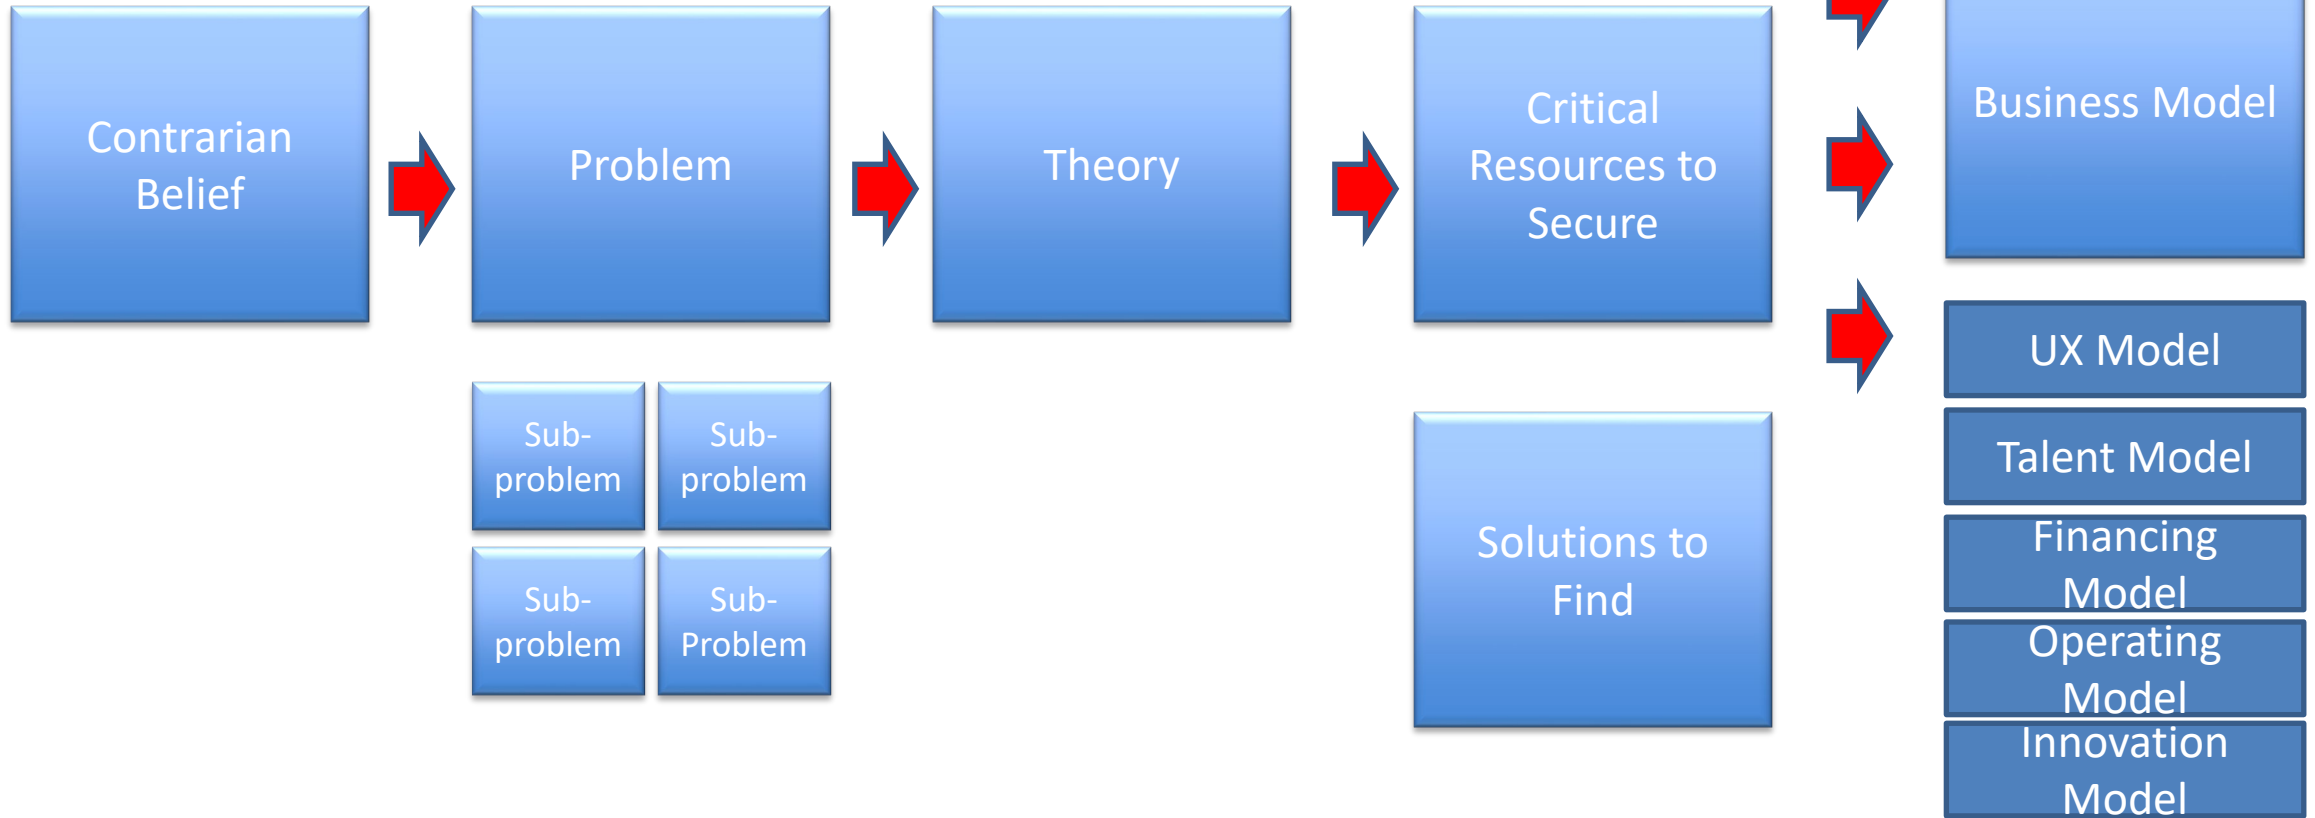 Contrarian
Belief
Problem
Theory
Critical
Resources to
Secure
Business Model
Sub-
problem
Sub-
problem
Sub-
problem
Sub-
Problem
Solutions to
Find
UX Model
Talent Model
Financing
Model
Operating
Model
Innovation
Model